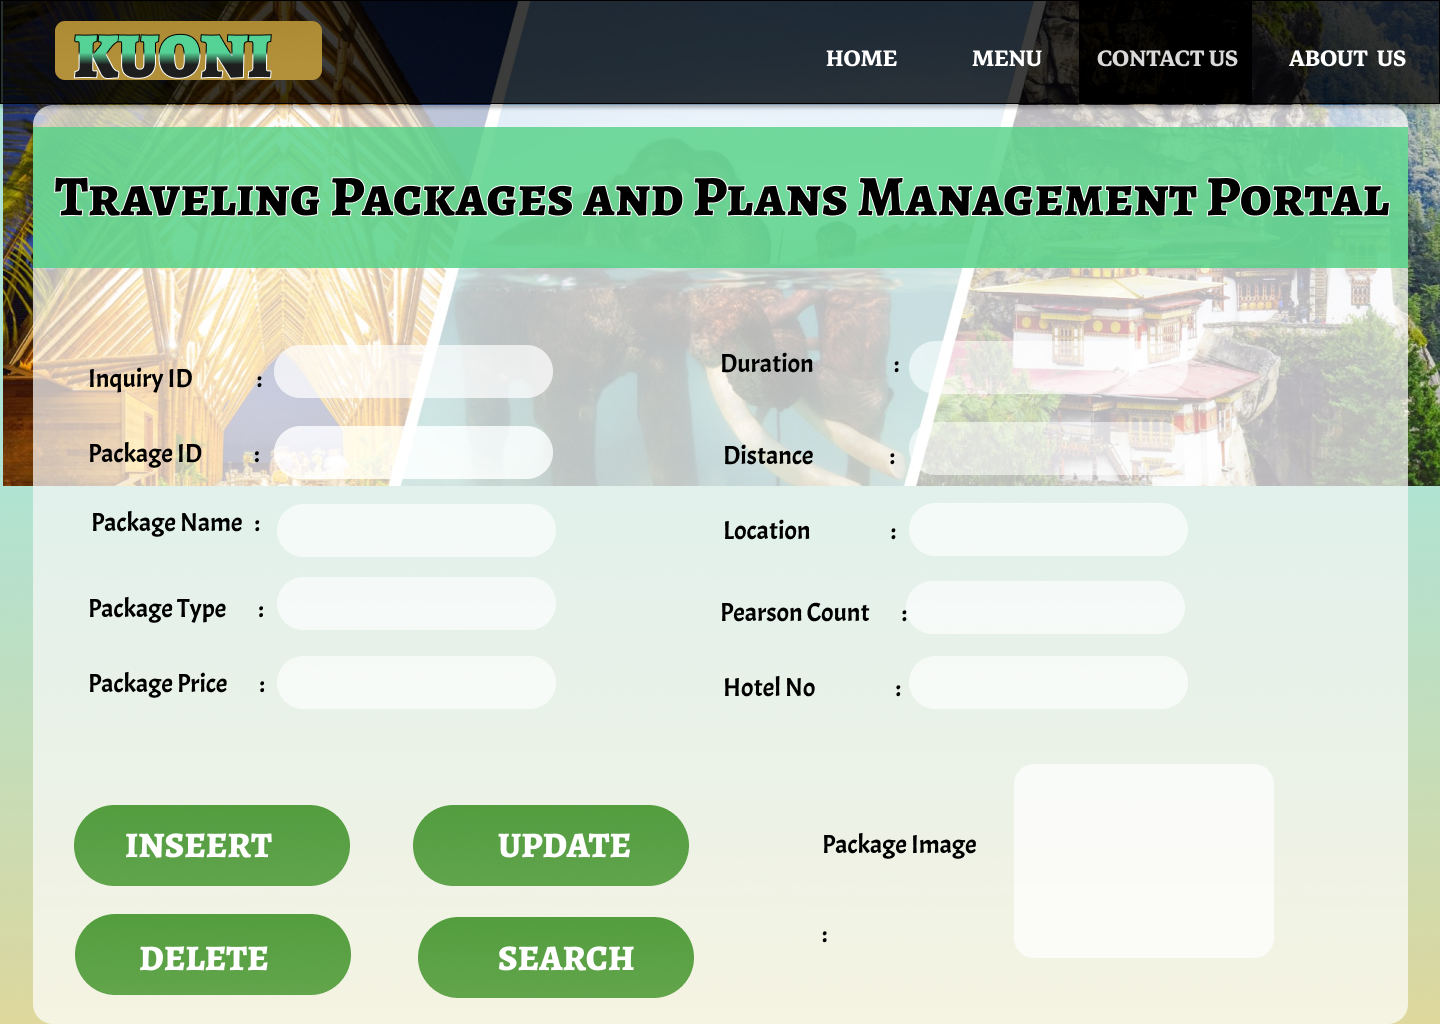 KUONI
HOME MENU CONTACT US ABOUT US
Traveling Packages and Plans Management Portal
Inquiry ID :
Package ID :
Package Name :
Package Type :
Package Price :
Duration :
Distance :
Location :
Pearson Count :
Hotel No :
INSEERT UPDATE
DELETE SEARCH
Package Image
: